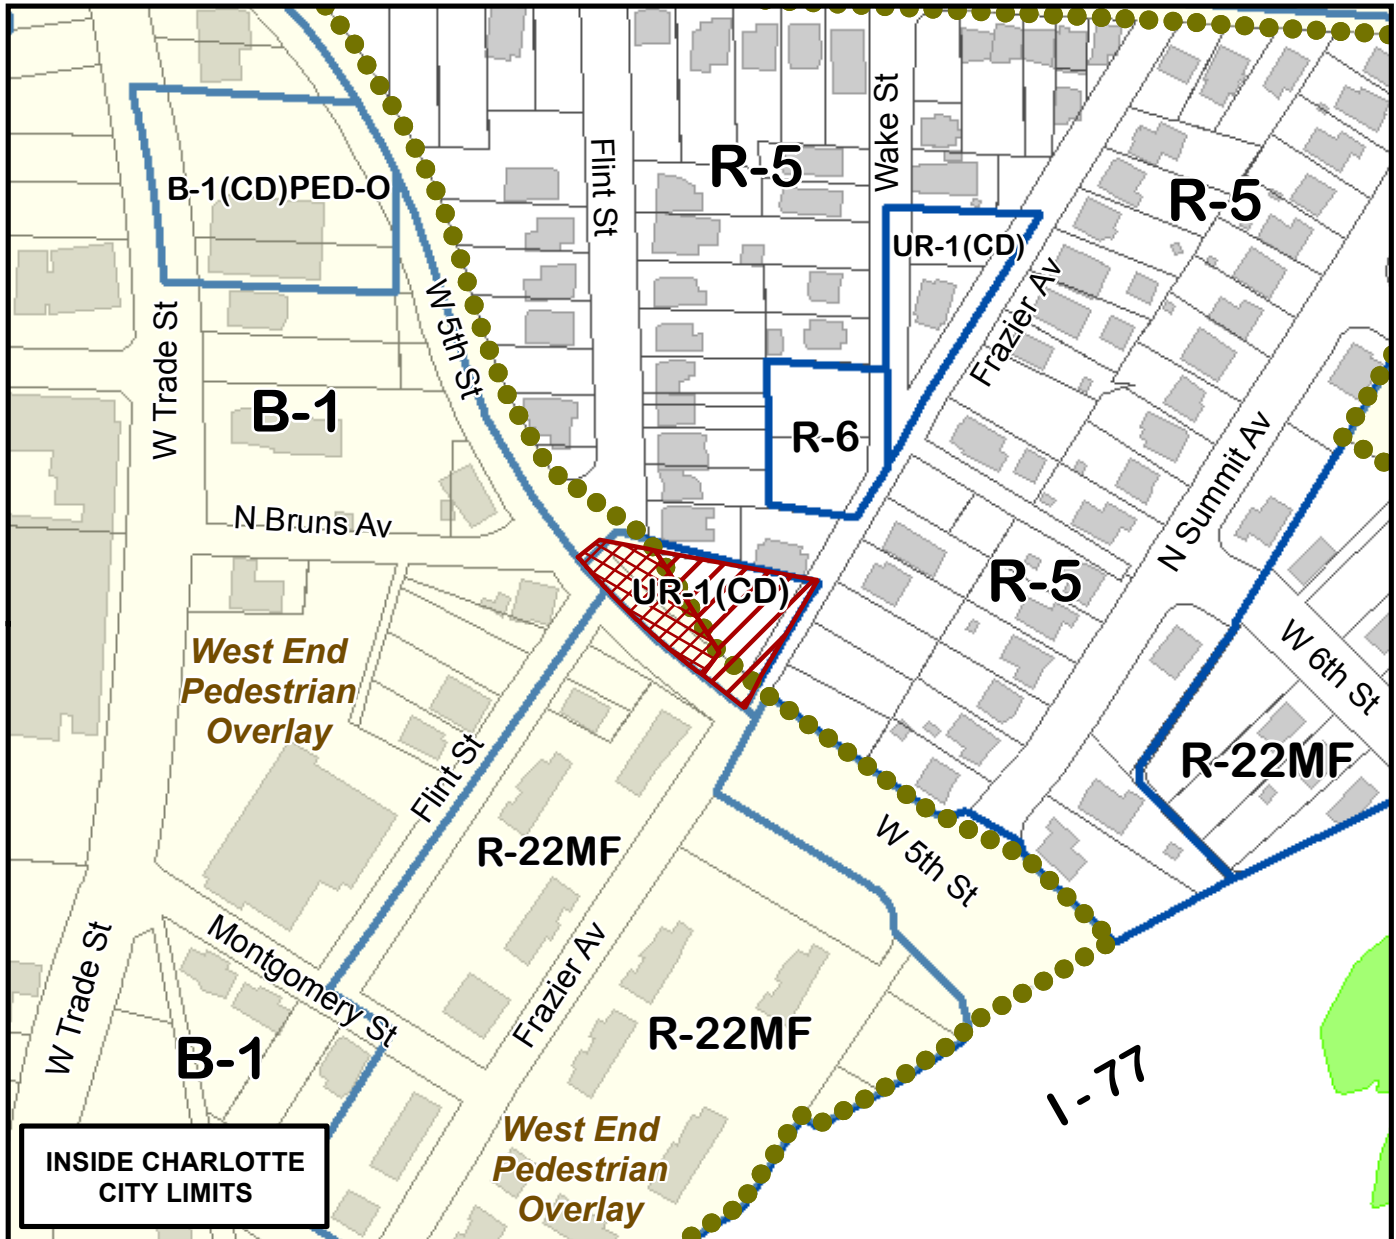 Flint St
R-5
Wake St
B-1(CD)PED-O
R-5
UR-1(CD)
W 5th St
Frazier Av
W Trade St
B-1
R-6
N Summit Av
N Bruns Av
UR-1(CD)
R-5
West End
Pedestrian
Overlay
W 6th St
Flint St
R-22MF
R-22MF
W 5th St
Montgomery St
Frazier Av
W Trade St
R-22MF
B-1
I - 77
West End
Pedestrian
Overlay
INSIDE CHARLOTTE
CITY LIMITS